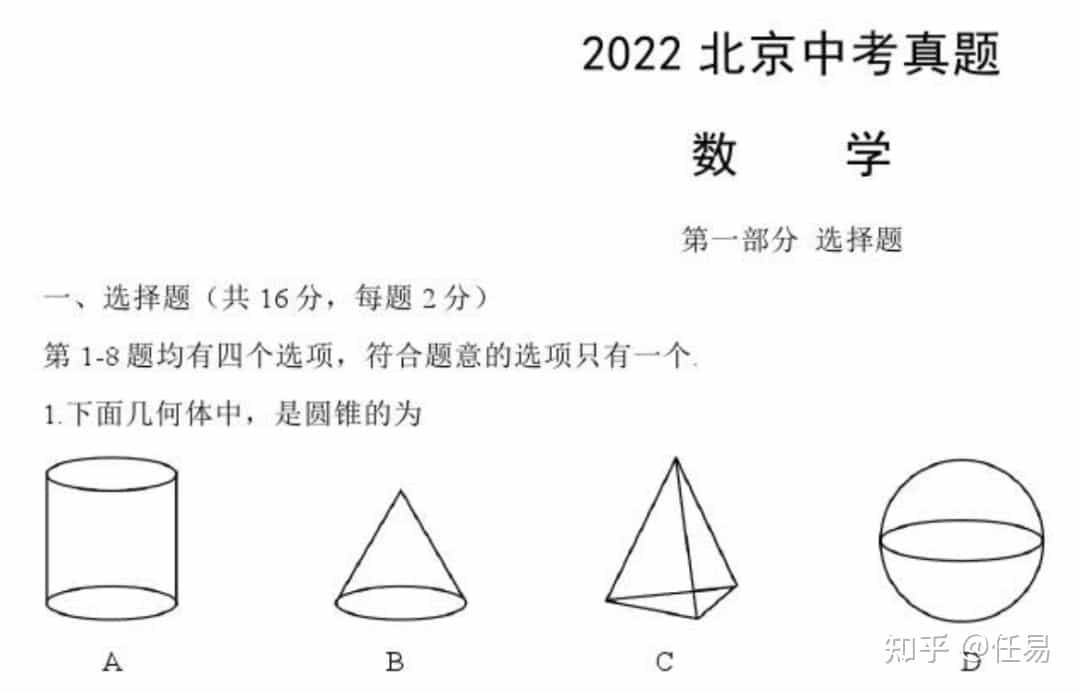 2022 北京中考真题
数 学
第一部分 选择题
一、选择题（共 16 分，每题 2 分）
第 1-8 题均有四个选项，符合题意的选项只有一个.
1.下面几何体中，是圆锥的为
A B C D
知乎 @任易